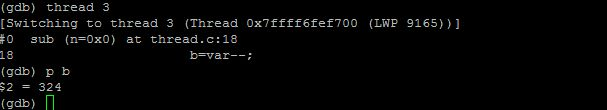 (gdb) thread 3
[Switching to thread 3 (Thread 0x7ffff6fef700 (LWP 9165))]
#0  sub (n=0x0) at thread.c:18
18              b=var--;
(gdb) p b
$2 = 324
(gdb)